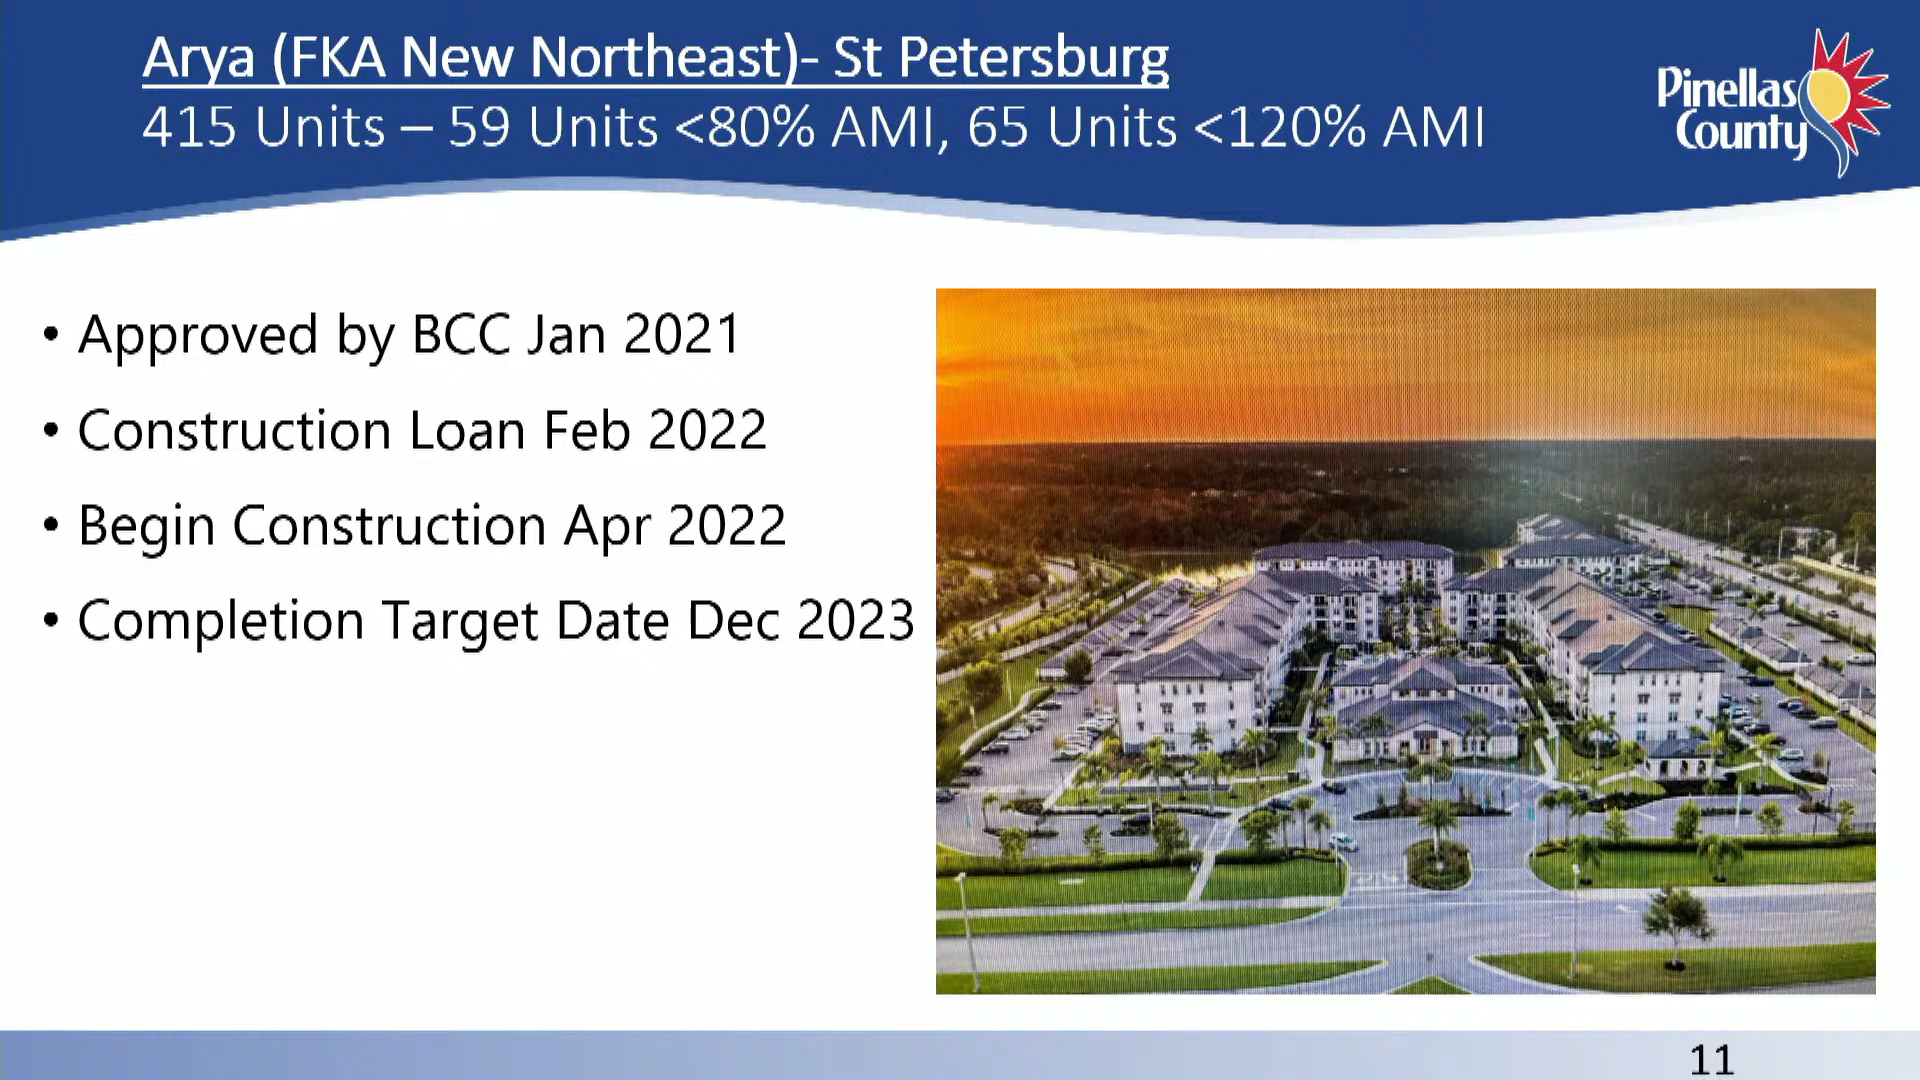 Arya (FKA New Northeast)- St Petersburg
415 Units – 59 Units <80% AMI, 65 Units <120% AMI
Pinellas
County
• Approved by BCC Jan 2021
• Construction Loan Feb 2022
• Begin Construction Apr 2022
• Completion Target Date Dec 2023
11